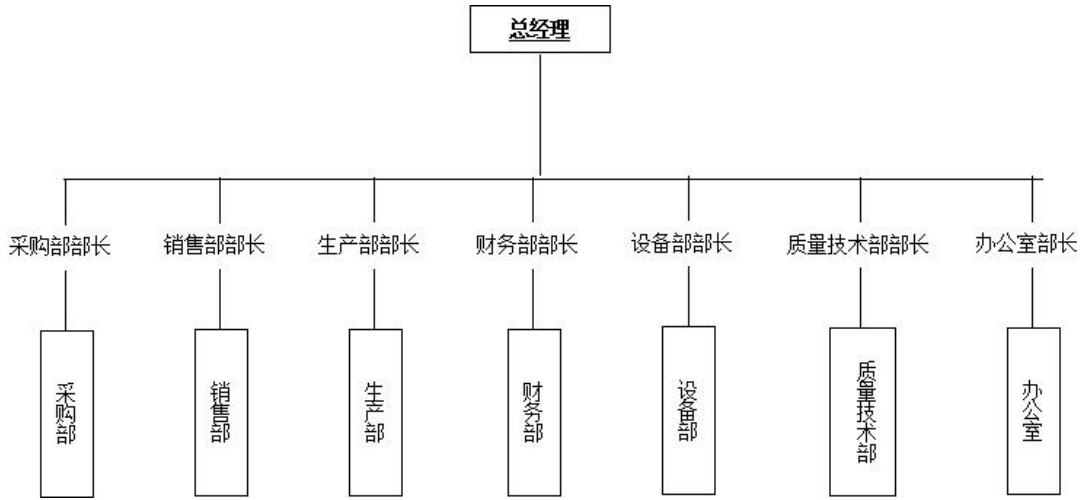 总经理
采购部部长
销售部部长
生产部部长
财务部部长
设备部部长
质量技术部部长
办公室部长
采购部
销售部
生产部
财务部
设备部
质量技术部
办公室